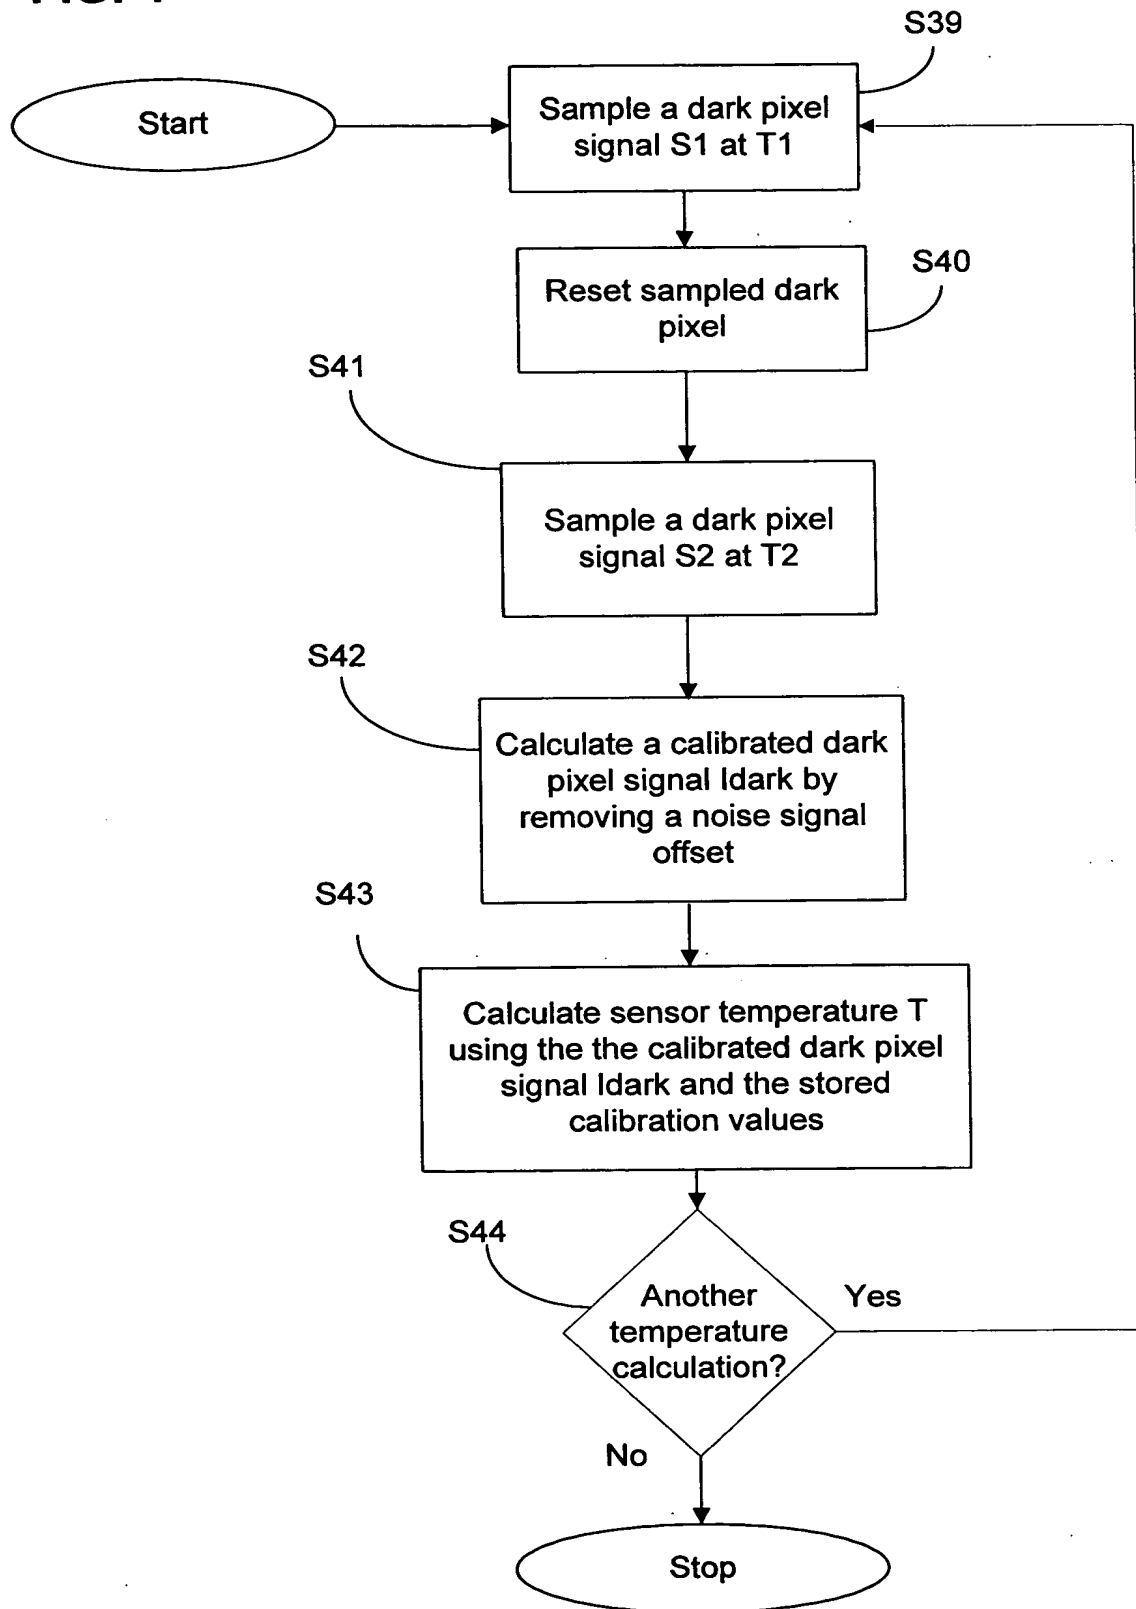 S39
Start
Sample a dark pixel
signal S1 at T1
S40
Reset sampled dark
pixel
S41
Sample a dark pixel
signal S2 at T2
S42
Calculate a calibrated dark
pixel signal Idark by
removing a noise signal
offset
S43
Calculate sensor temperature T
using the the calibrated dark pixel
signal Idark and the stored
calibration values
S44
Another
temperature
calculation?
Yes
No
Stop